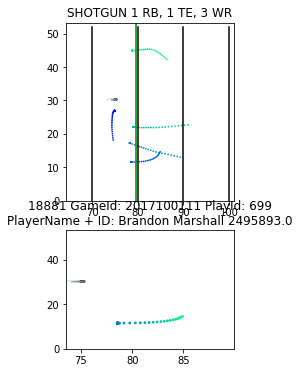 SHOTGUN 1 RB, 1 TE, 3 WR
50
40
30
20
10
0
70 80 90 100
18881 GameId: 2017100111 PlayId: 699
PlayerName + ID: Brandon Marshall 2495893.0
40
20
0
75 80 85